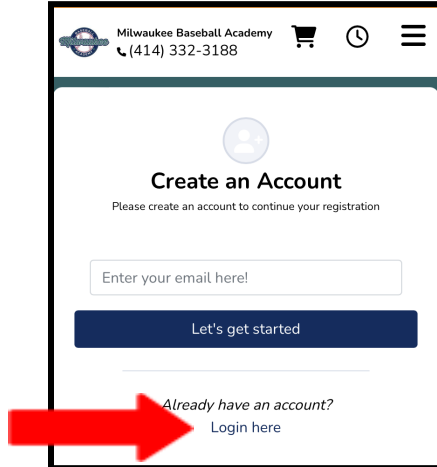 Milwaukee Baseball Academy
(414) 332-3188
Create an Account
Please create an account to continue your registration
Enter your email here!
Let's get started
Already have an account?
Login here